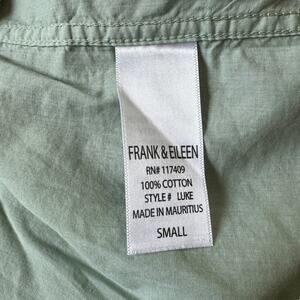 FRANK & EILEEN
RN# 117409
100% COTTON
STYLE# LUKE
MADE IN MAURITIUS
SMALL